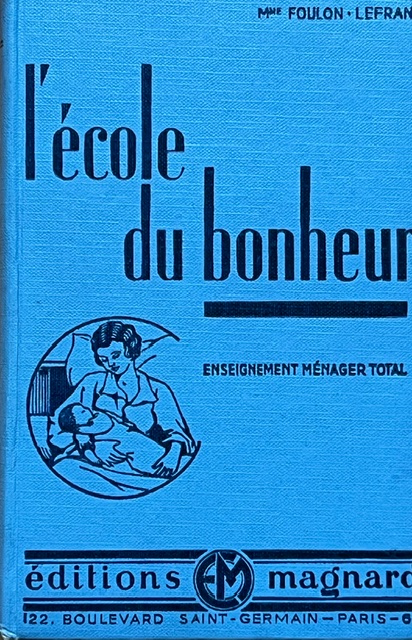 Mme FOULON-LEFRAN
l'école
du bonheur
ENSEIGNEMENT MÉNAGER TOTAL
éditions EM magnard
122, BOULEVARD SAINT-GERMAIN-PARIS-6